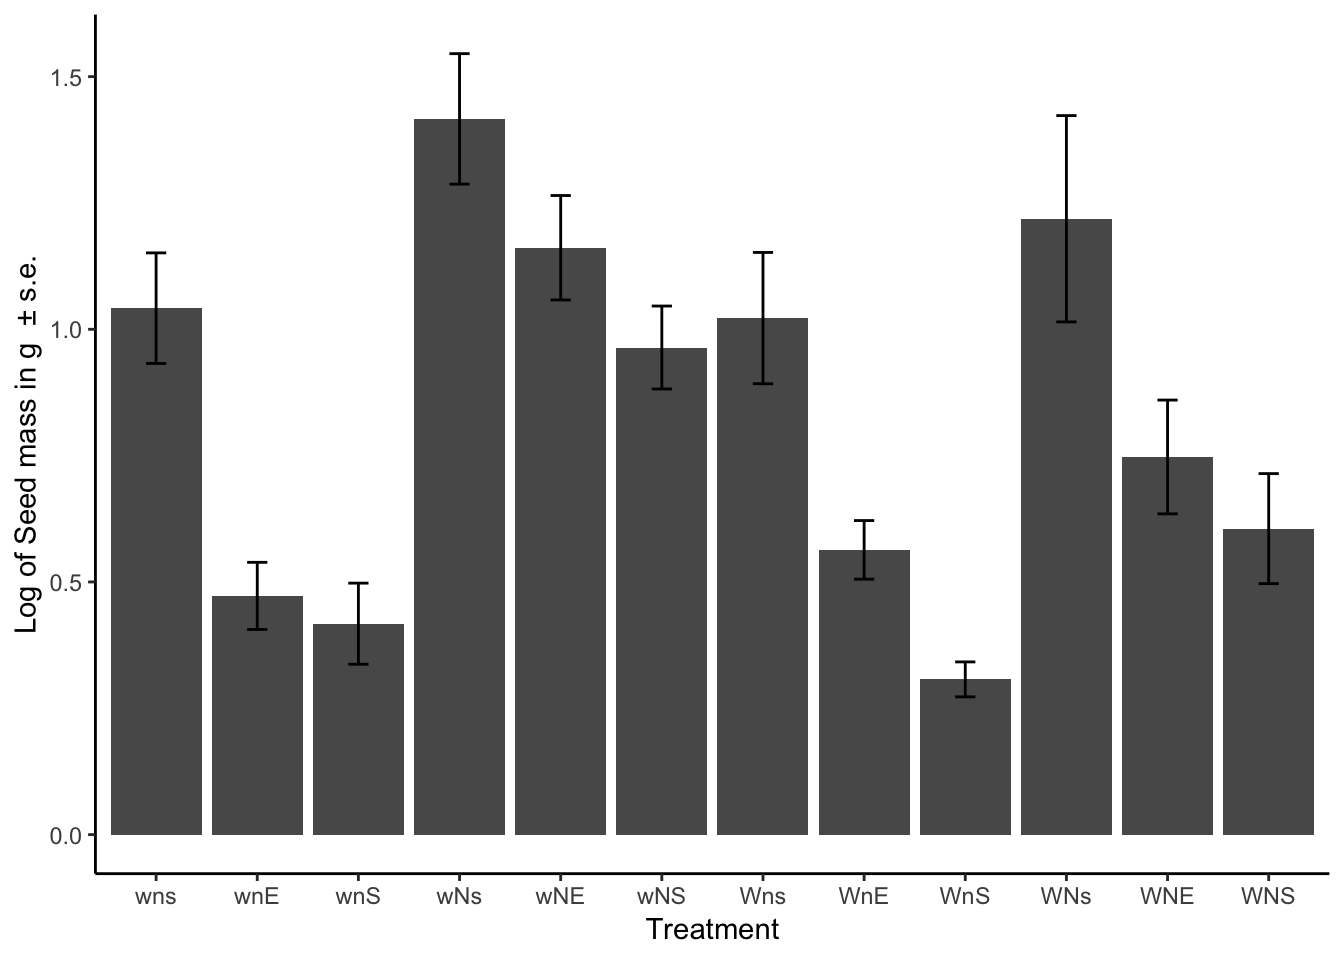 Log of Seed mass in g  ± s.e.
1.5
1.0
0.5
0.0
wns wnE wnS wNs wNE wNS Wns WnE WnS WNs WNE WNS
Treatment